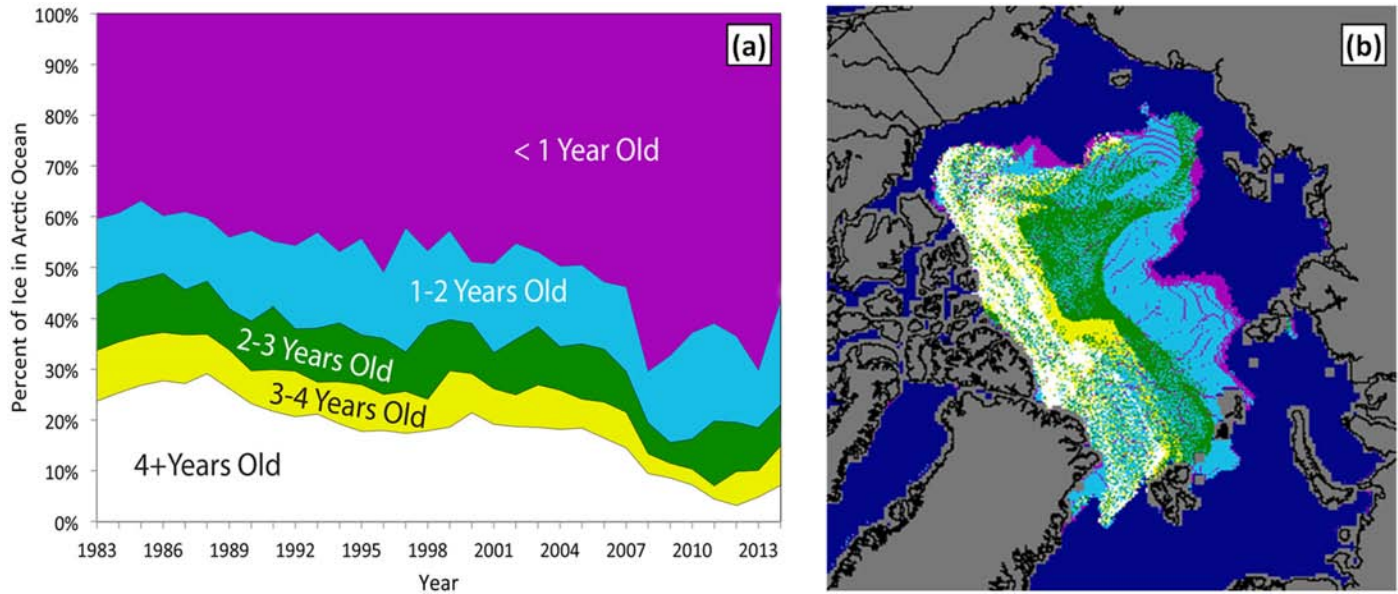 100%
90%
80%
70%
60%
50%
40%
30%
20%
10%
0%
Percent of Ice in Arctic Ocean
(a)
< 1 Year Old
1-2 Years Old
2-3 Years Old
3-4 Years Old
4+Years Old
1983 1986 1989 1992 1995 1998 2001 2004 2007 2010 2013
Year
(b)